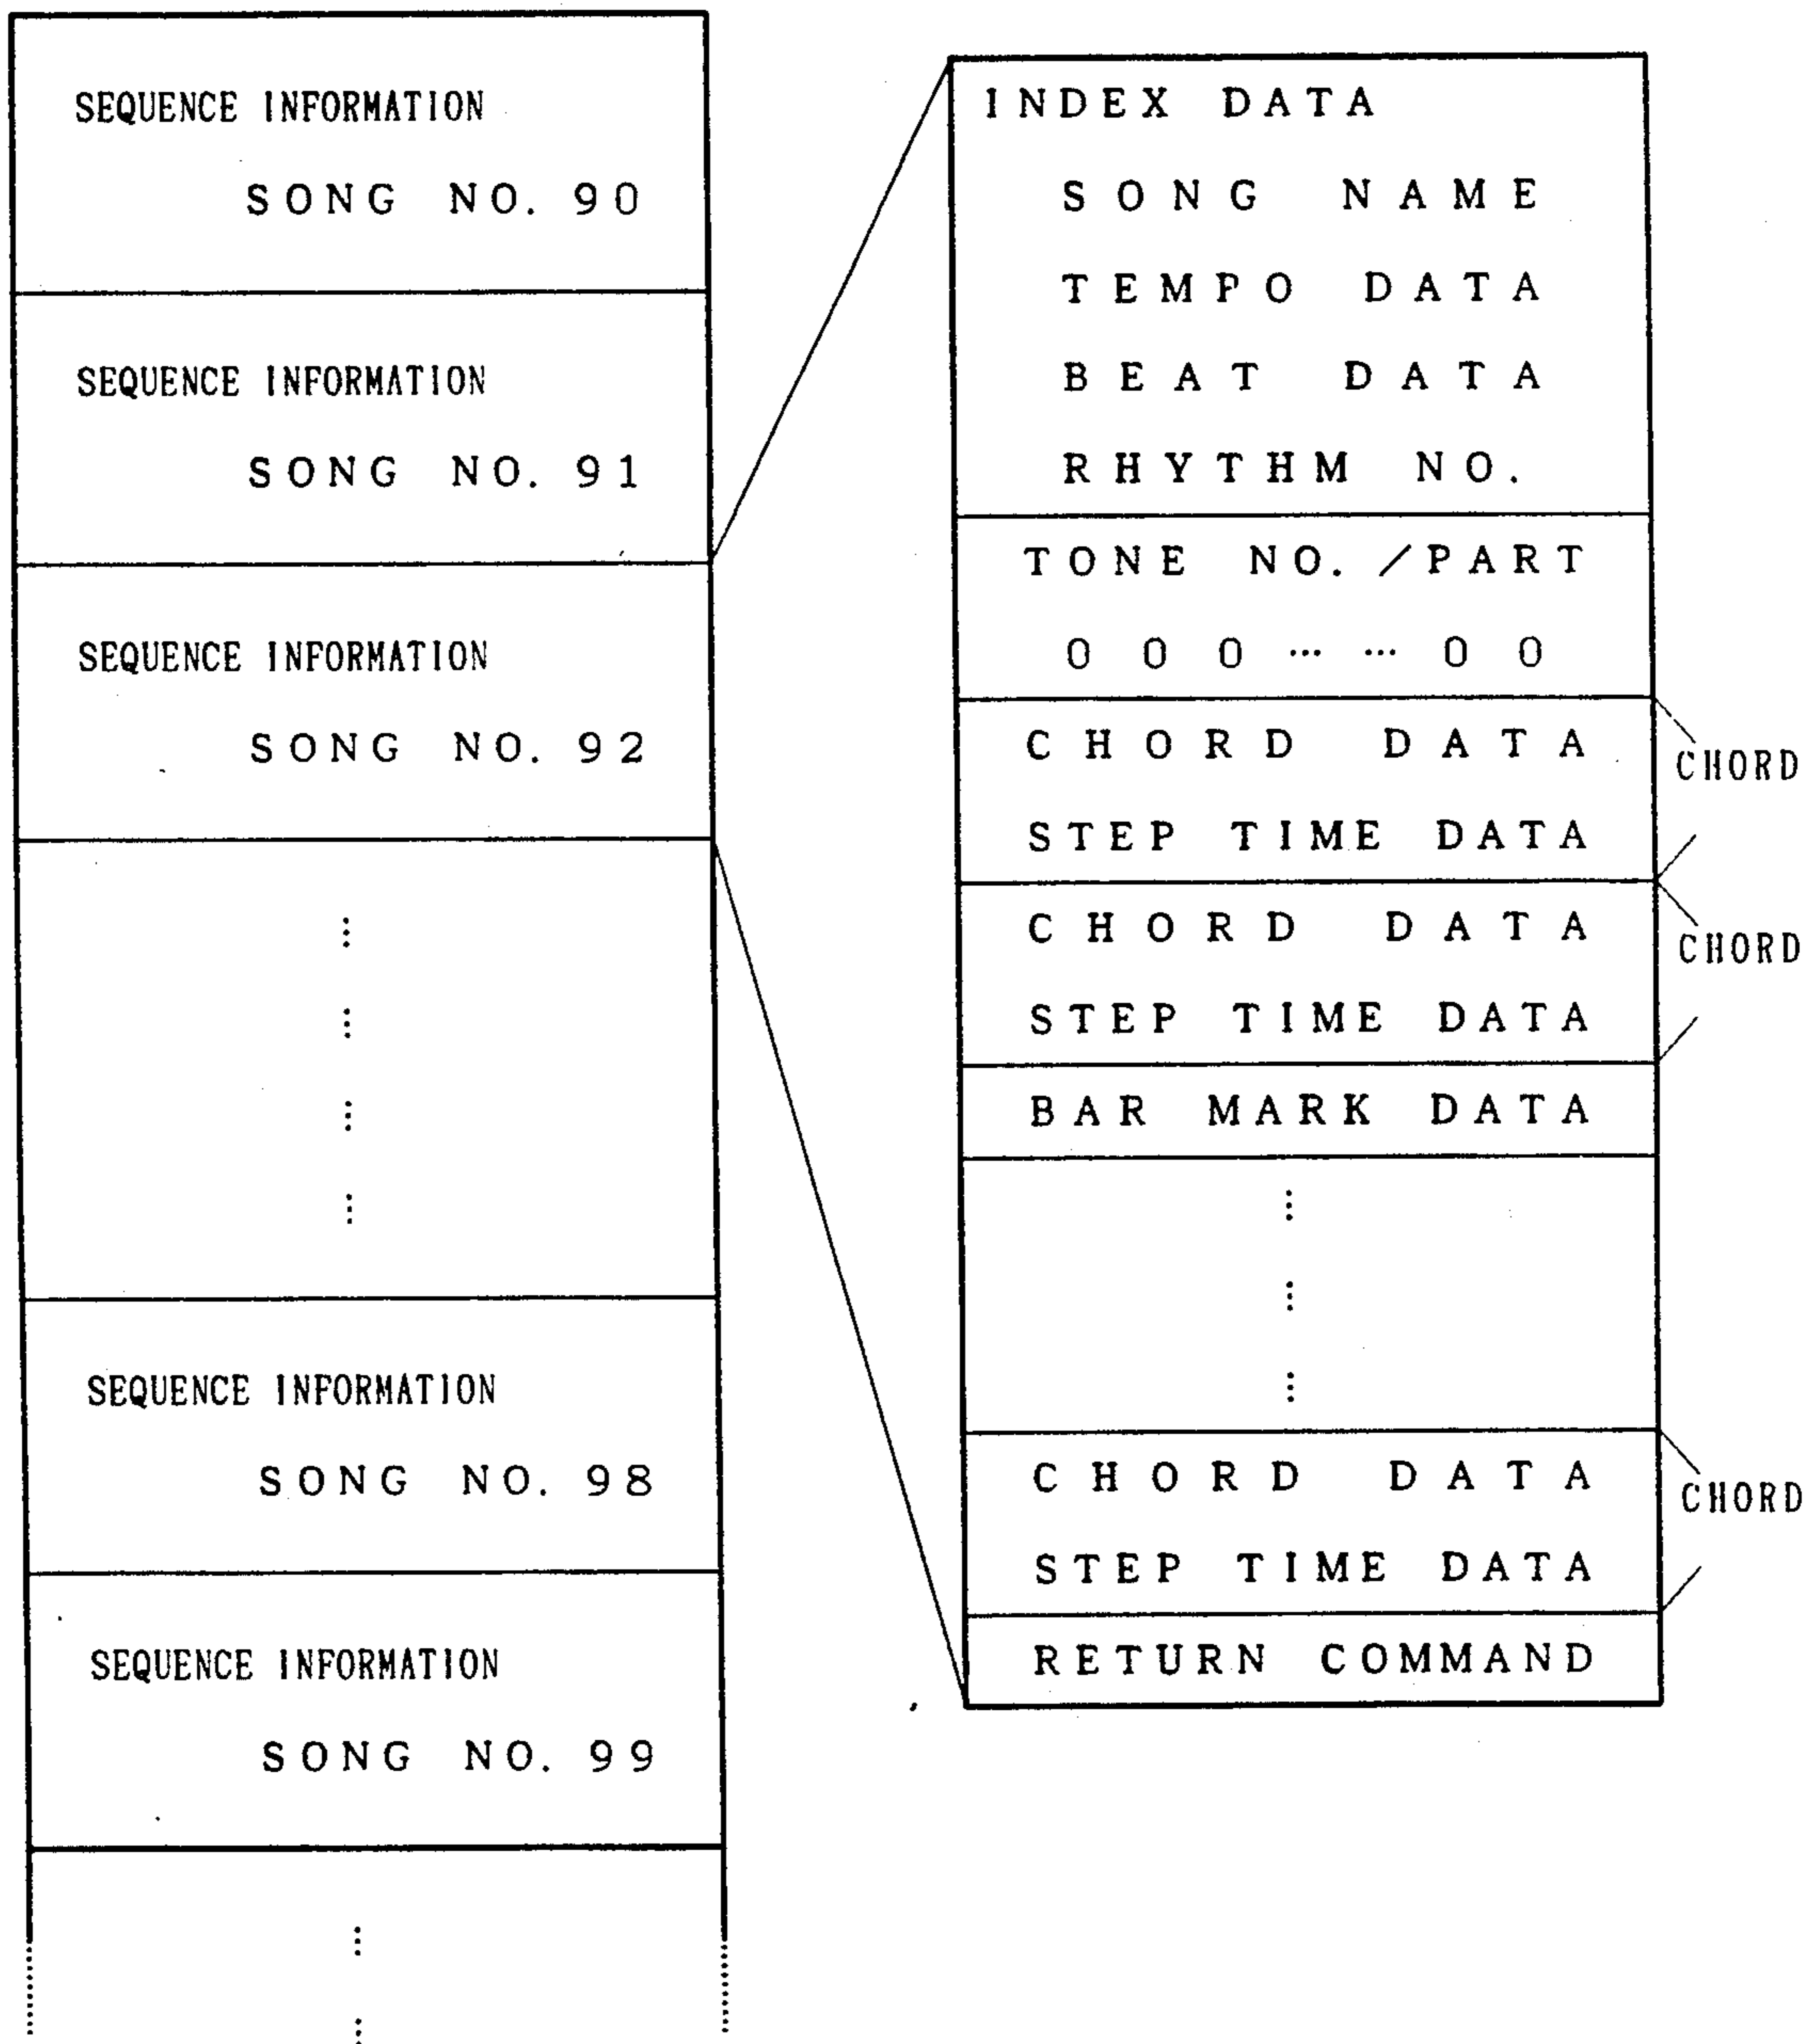 SEQUENCE INFORMATION
SONG NO. 90
SEQUENCE INFORMATION
SONG NO. 91
SEQUENCE INFORMATION
SONG NO. 92
⋮
⋮
⋮
⋮
SEQUENCE INFORMATION
SONG NO. 98
SEQUENCE INFORMATION
SONG NO. 99
⋮
⋮
INDEX DATA
SONG NAME
TEMPO DATA
BEAT DATA
RHYTHM NO.
TONE NO. / PART
0 0 0 … … 0 0
CHORD DATA
STEP TIME DATA
CHORD
CHORD DATA
STEP TIME DATA
CHORD
BAR MARK DATA
⋮
⋮
⋮
CHORD DATA
STEP TIME DATA
CHORD
RETURN COMMAND